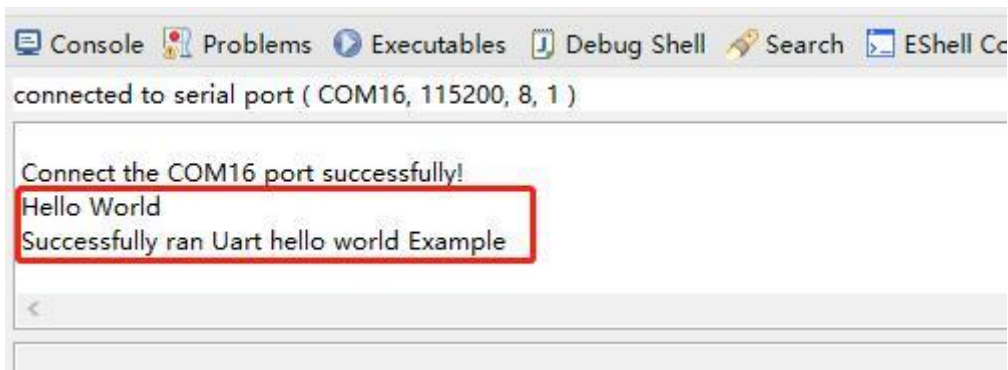 Console Problems Executables Debug Shell Search EShell Co
connected to serial port ( COM16, 115200, 8, 1 )
Connect the COM16 port successfully!
Hello World
Successfully ran Uart hello world Example